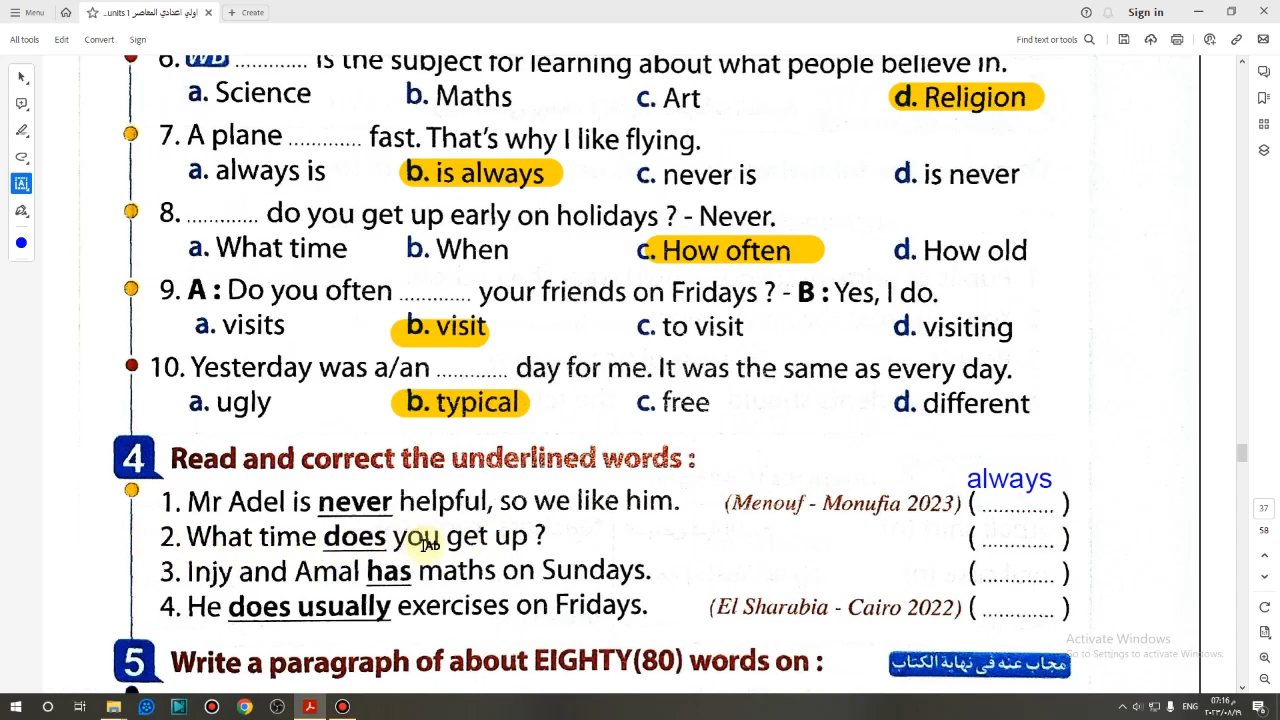 Menu
اولي اعدادي المعاصر units 1...
Create
Sign in
All tools
Edit
Convert
Sign
Find text or tools
6. WB ............. is the subject for learning about what people believe in.
a. Science b. Maths c. Art d. Religion
7. A plane ............. fast. That's why I like flying.
a. always is b. is always c. never is d. is never
8. ............. do you get up early on holidays ? - Never.
a. What time b. When c. How often d. How old
9. A : Do you often ............. your friends on Fridays ? - B : Yes, I do.
a. visits b. visit c. to visit d. visiting
10. Yesterday was a/an ............. day for me. It was the same as every day.
a. ugly b. typical c. free d. different
4 Read and correct the underlined words :
always
1. Mr Adel is never helpful, so we like him. (Menouf - Monufia 2023) (.............)
2. What time does you get up ? (.............)
3. Injy and Amal has maths on Sundays. (.............)
4. He does usually exercises on Fridays. (El Sharabia - Cairo 2022) (.............)
5 Write a paragraph of about EIGHTY(80) words on :
مجاب عنه في نهاية الكتاب
37
58
Activate Windows
Go to Settings to activate Windows.
ENG
07:16 م
٢٠٢٣/٠٨/١٩